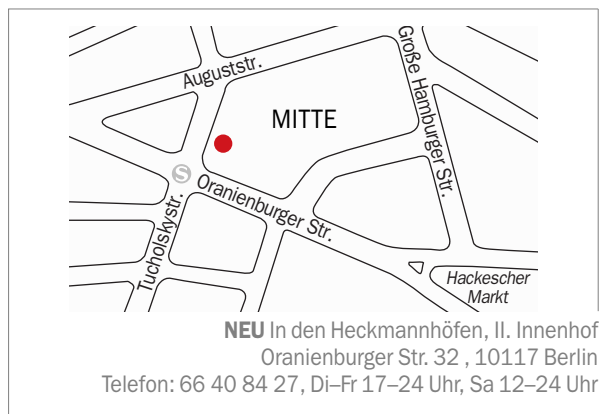 Auguststr.
Große Hamburger Str.
MITTE
S
Oranienburger Str.
Tucholskystr.
Hackescher
Markt
NEU In den Heckmannhöfen, II. Innenhof
Oranienburger Str. 32 , 10117 Berlin
Telefon: 66 40 84 27, Di–Fr 17–24 Uhr, Sa 12–24 Uhr